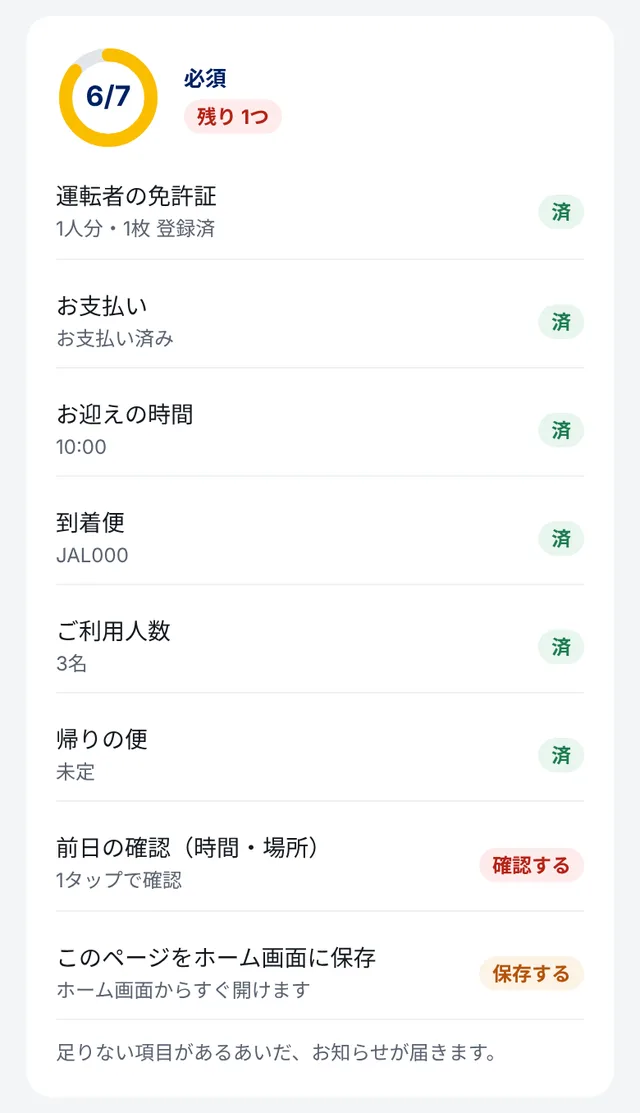 6/7
必須
残り 1つ
運転者の免許証
1人分・1枚 登録済
済
お支払い
お支払い済み
済
お迎えの時間
10:00
済
到着便
JAL000
済
ご利用人数
3名
済
帰りの便
未定
済
前日の確認（時間・場所）
1タップで確認
確認する
このページをホーム画面に保存
ホーム画面からすぐ開けます
保存する
足りない項目があるあいだ、お知らせが届きます。